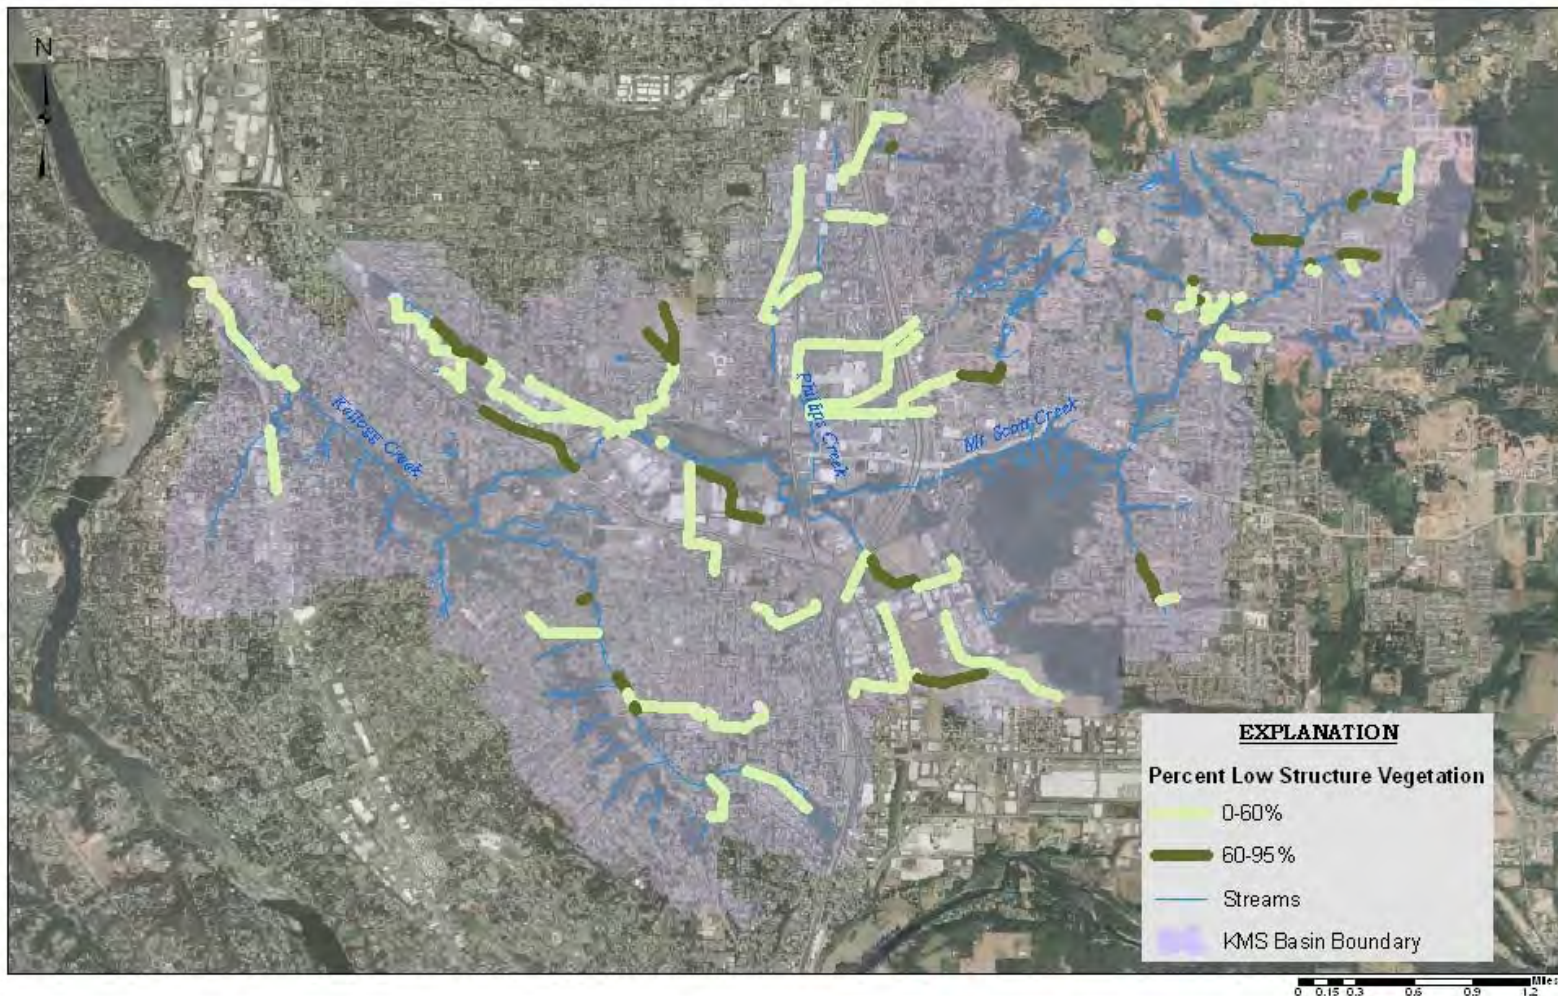 N
Kellogg Creek
Phillips Creek
Mt. Scott Creek
EXPLANATION
Percent Low Structure Vegetation
0-60%
60-95%
Streams
KMS Basin Boundary
Miles
0 0.15 0.3 0.6 0.9 1.2